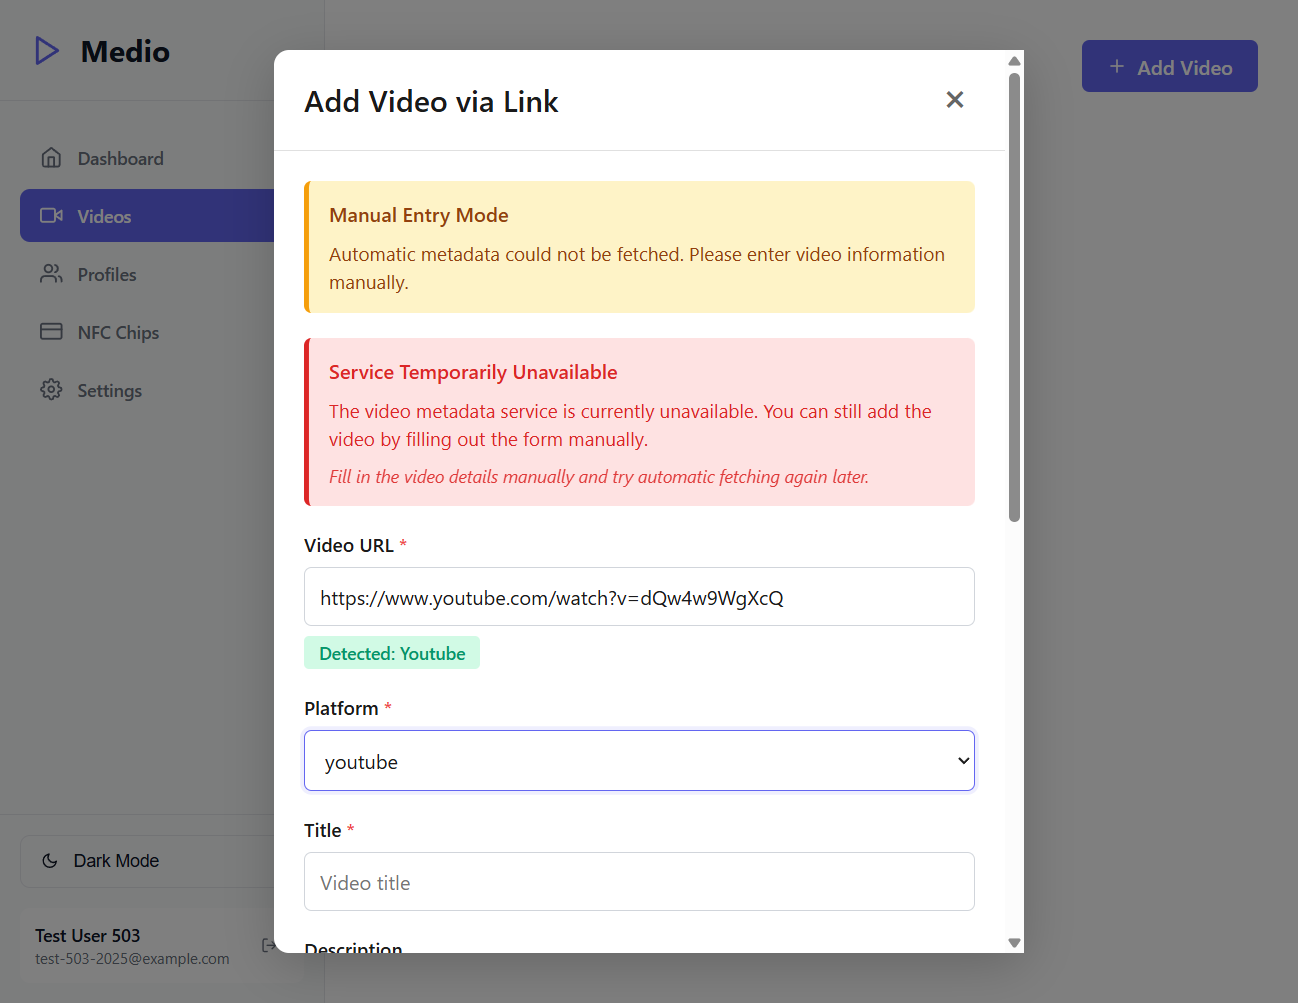 Medio
Add Video
Dashboard
Videos
Profiles
NFC Chips
Settings
Dark Mode
Test User 503
test-503-2025@example.com
Add Video via Link
Manual Entry Mode
Automatic metadata could not be fetched. Please enter video information
manually.
Service Temporarily Unavailable
The video metadata service is currently unavailable. You can still add the
video by filling out the form manually.
Fill in the video details manually and try automatic fetching again later.
Video URL *
https://www.youtube.com/watch?v=dQw4w9WgXcQ
Detected: Youtube
Platform *
youtube
Title *
Video title
Description